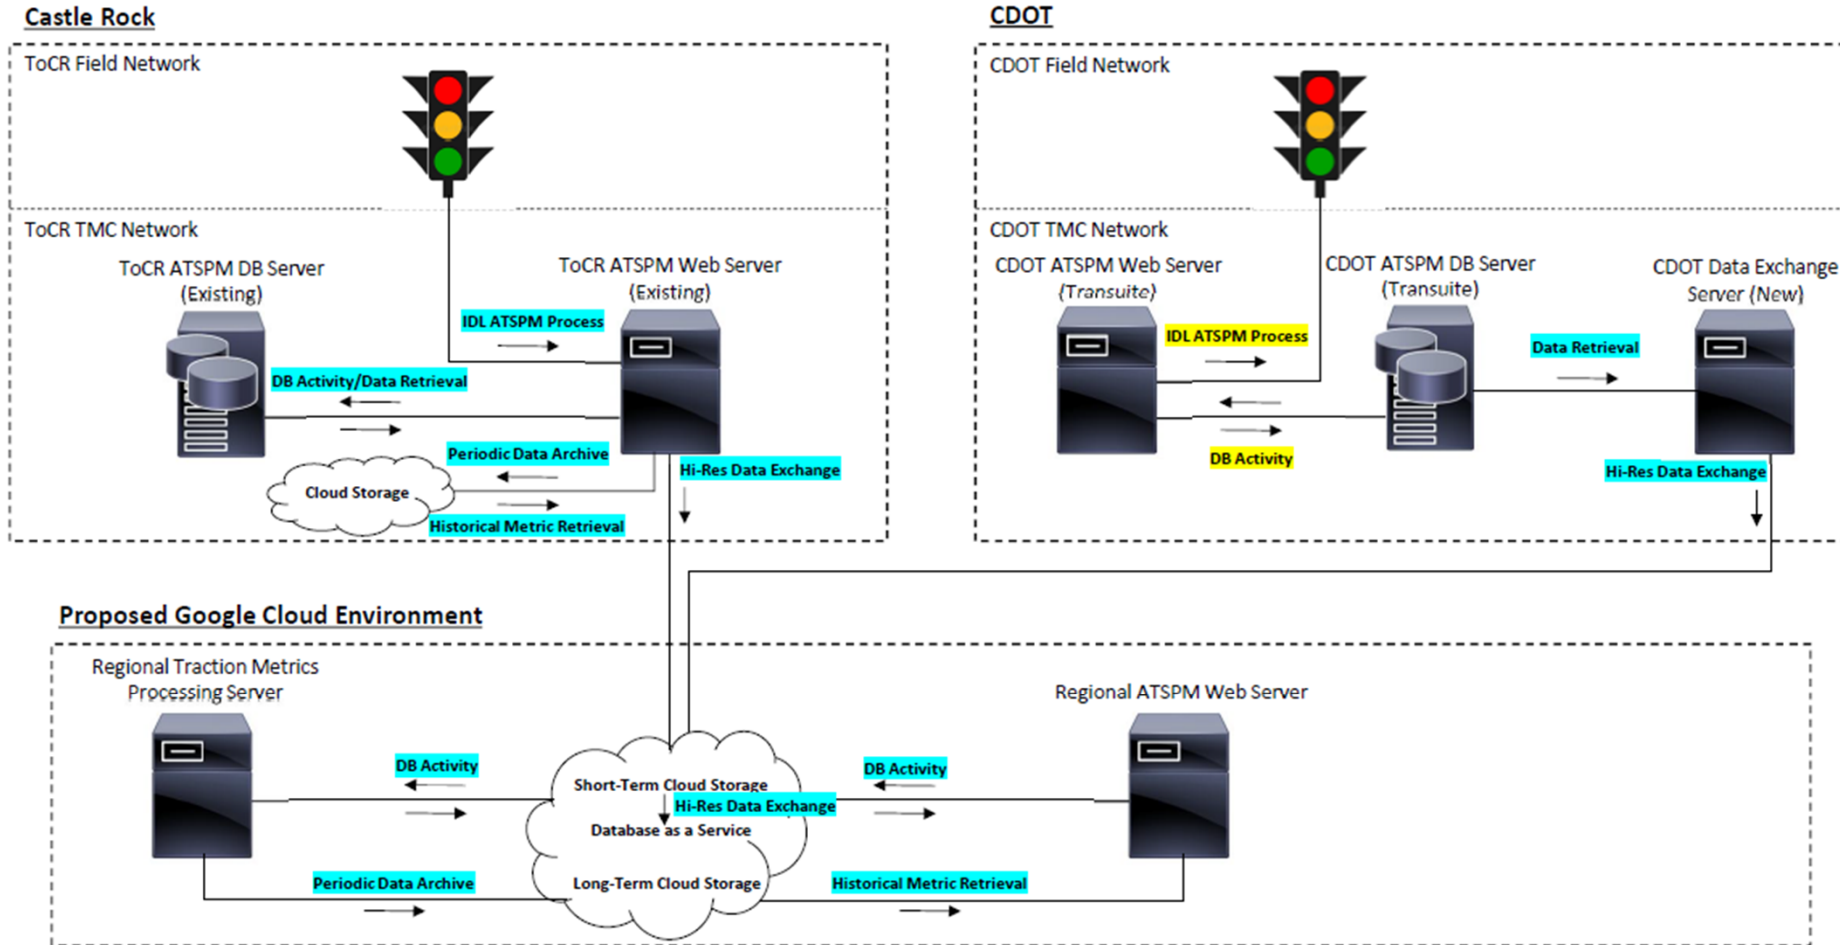 Castle Rock
CDOT
ToCR Field Network
CDOT Field Network
ToCR TMC Network
CDOT TMC Network
ToCR ATSPM DB Server
(Existing)
ToCR ATSPM Web Server
(Existing)
CDOT ATSPM Web Server
(Transuite)
CDOT ATSPM DB Server
(Transuite)
CDOT Data Exchange
Server (New)
IDL ATSPM Process
IDL ATSPM Process
Data Retrieval
DB Activity/Data Retrieval
DB Activity
Periodic Data Archive
Hi-Res Data Exchange
Hi-Res Data Exchange
Cloud Storage
Historical Metric Retrieval
Proposed Google Cloud Environment
Regional Traction Metrics
Processing Server
Regional ATSPM Web Server
DB Activity
DB Activity
Short-Term Cloud Storage
Hi-Res Data Exchange
Database as a Service
Periodic Data Archive
Long-Term Cloud Storage
Historical Metric Retrieval